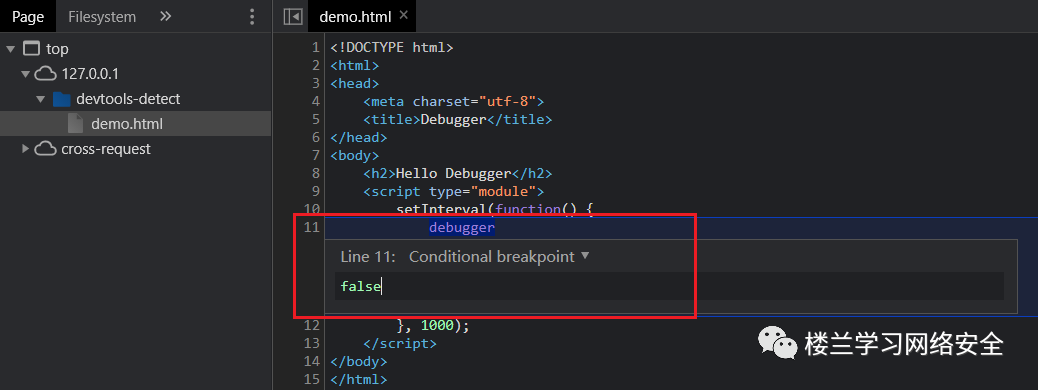 Page Filesystem »
demo.html ×
top
127.0.0.1
devtools-detect
demo.html
cross-request
1 <!DOCTYPE html>
2 <html>
3 <head>
4 <meta charset="utf-8">
5 <title>Debugger</title>
6 </head>
7 <body>
8 <h2>Hello Debugger</h2>
9 <script type="module">
10 setInterval(function() {
11 debugger
Line 11: Conditional breakpoint ▼
false
12 }, 1000);
13 </script>
14 </body>
15 </html>
楼兰学习网络安全